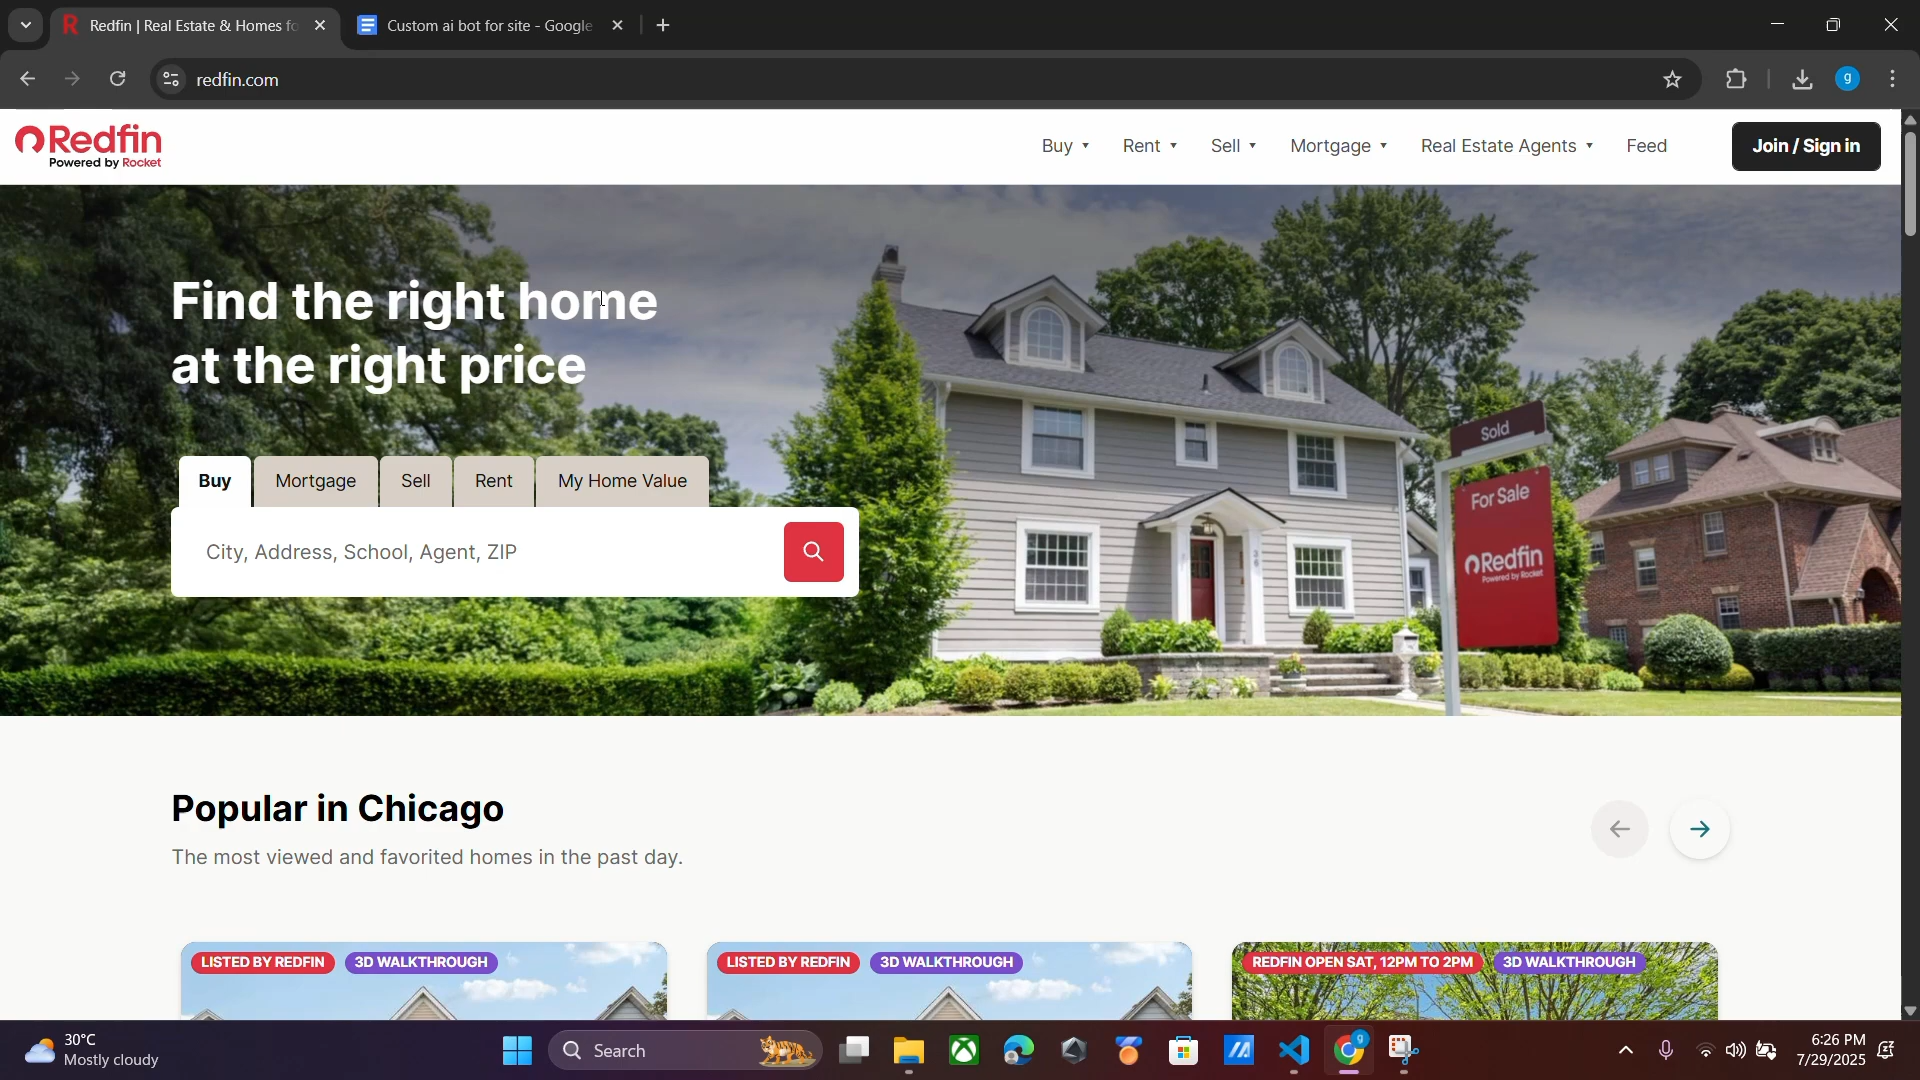 Redfin | Real Estate & Homes fo
Custom ai bot for site - Google
redfin.com
g
Redfin
Powered by Rocket
Buy
Rent
Sell
Mortgage
Real Estate Agents
Feed
Join / Sign in
Find the right home
at the right price
Buy
Mortgage
Sell
Rent
My Home Value
City, Address, School, Agent, ZIP
Sold
For Sale
Redfin
Powered by Rocket
Popular in Chicago
The most viewed and favorited homes in the past day.
LISTED BY REDFIN
3D WALKTHROUGH
LISTED BY REDFIN
3D WALKTHROUGH
REDFIN OPEN SAT, 12PM TO 2PM
3D WALKTHROUGH
30°C
Mostly cloudy
Search
g
6:26 PM
7/29/2025